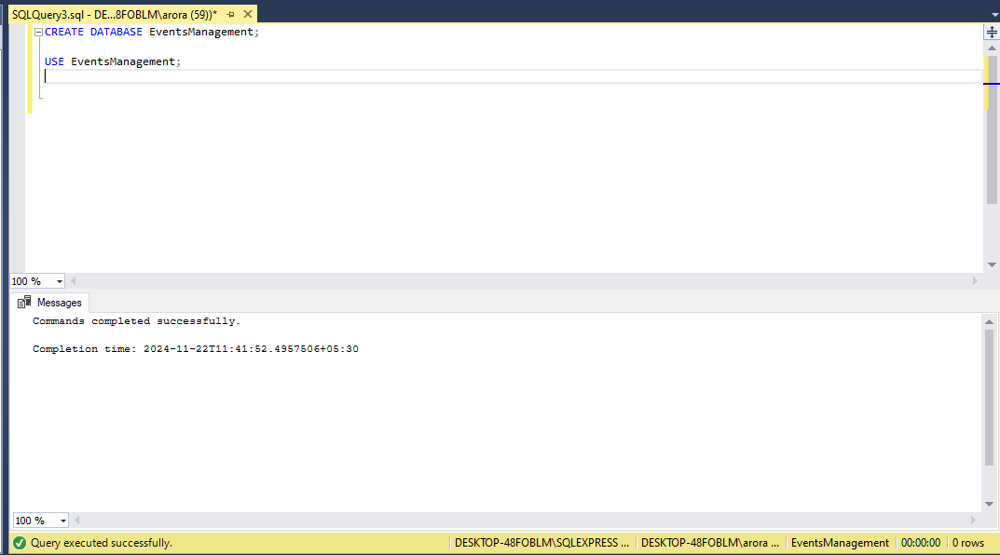 SQLQuery3.sql - DE...8FOBLM\arora (59))*
CREATE DATABASE EventsManagement;
USE EventsManagement;
100 %
Messages
Commands completed successfully.
Completion time: 2024-11-22T11:41:52.4957506+05:30
100 %
Query executed successfully. DESKTOP-48FOBLM\SQLEXPRESS ... DESKTOP-48FOBLM\arora ... EventsManagement 00:00:00 0 rows